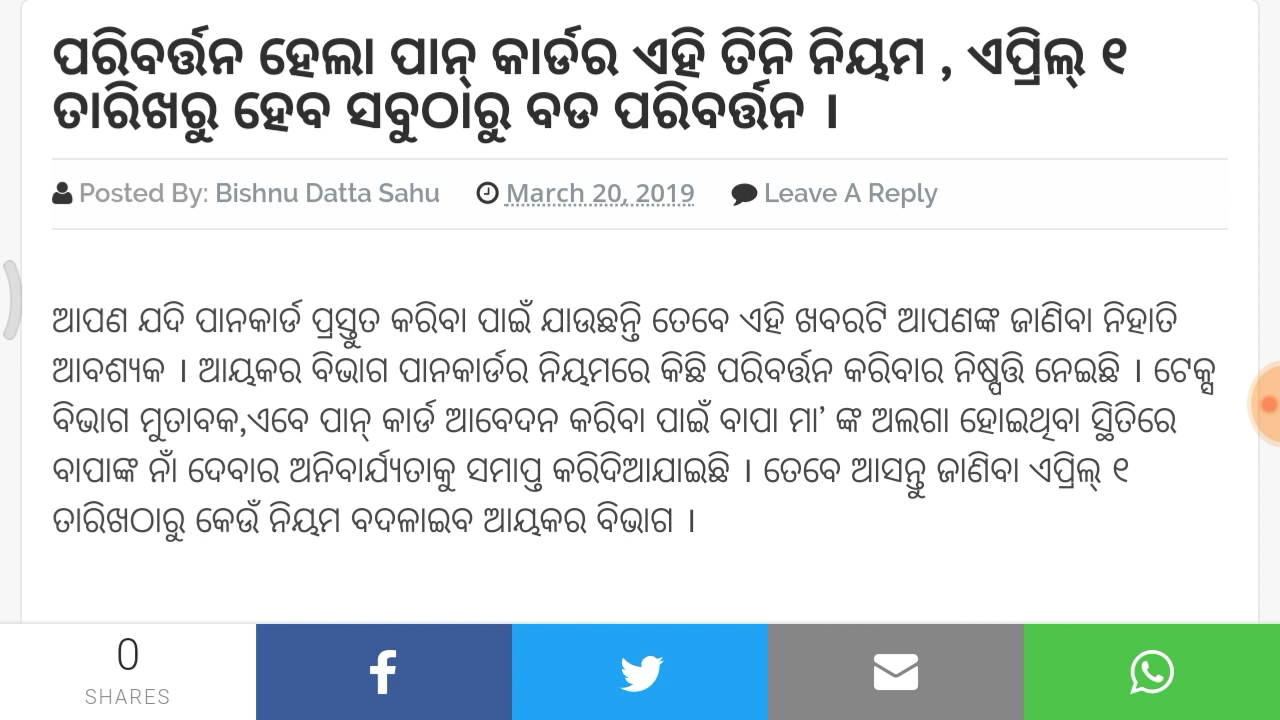 ପରିବର୍ତ୍ତନ ହେଲା ପାନ୍ କାର୍ଡର ଏହି ତିନି ନିୟମ , ଏପ୍ରିଲ୍ ୧
ତାରିଖରୁ ହେବ ସବୁଠାରୁ ବଡ ପରିବର୍ତ୍ତନ ।
Posted By: Bishnu Datta Sahu March 20, 2019 Leave A Reply
ଆପଣ ଯଦି ପାନକାର୍ଡ ପ୍ରସ୍ତୁତ କରିବା ପାଇଁ ଯାଉଛନ୍ତି ତେବେ ଏହି ଖବରଟି ଆପଣଙ୍କ ଜାଣିବା ନିହାତି
ଆବଶ୍ୟକ । ଆୟକର ବିଭାଗ ପାନକାର୍ଡର ନିୟମରେ କିଛି ପରିବର୍ତ୍ତନ କରିବାର ନିଷ୍ପତ୍ତି ନେଇଛି । ଟେକ୍ସ
ବିଭାଗ ମୁତାବକ,ଏବେ ପାନ୍ କାର୍ଡ ଆବେଦନ କରିବା ପାଇଁ ବାପା ମା’ ଙ୍କ ଅଲଗା ହୋଇଥିବା ସ୍ଥିତିରେ
ବାପାଙ୍କ ନାଁ ଦେବାର ଅନିବାର୍ଯ୍ୟତାକୁ ସମାପ୍ତ କରିଦିଆଯାଇଛି । ତେବେ ଆସନ୍ତୁ ଜାଣିବା ଏପ୍ରିଲ୍ ୧
ତାରିଖଠାରୁ କେଉଁ ନିୟମ ବଦଳାଇବ ଆୟକର ବିଭାଗ ।
0
SHARES